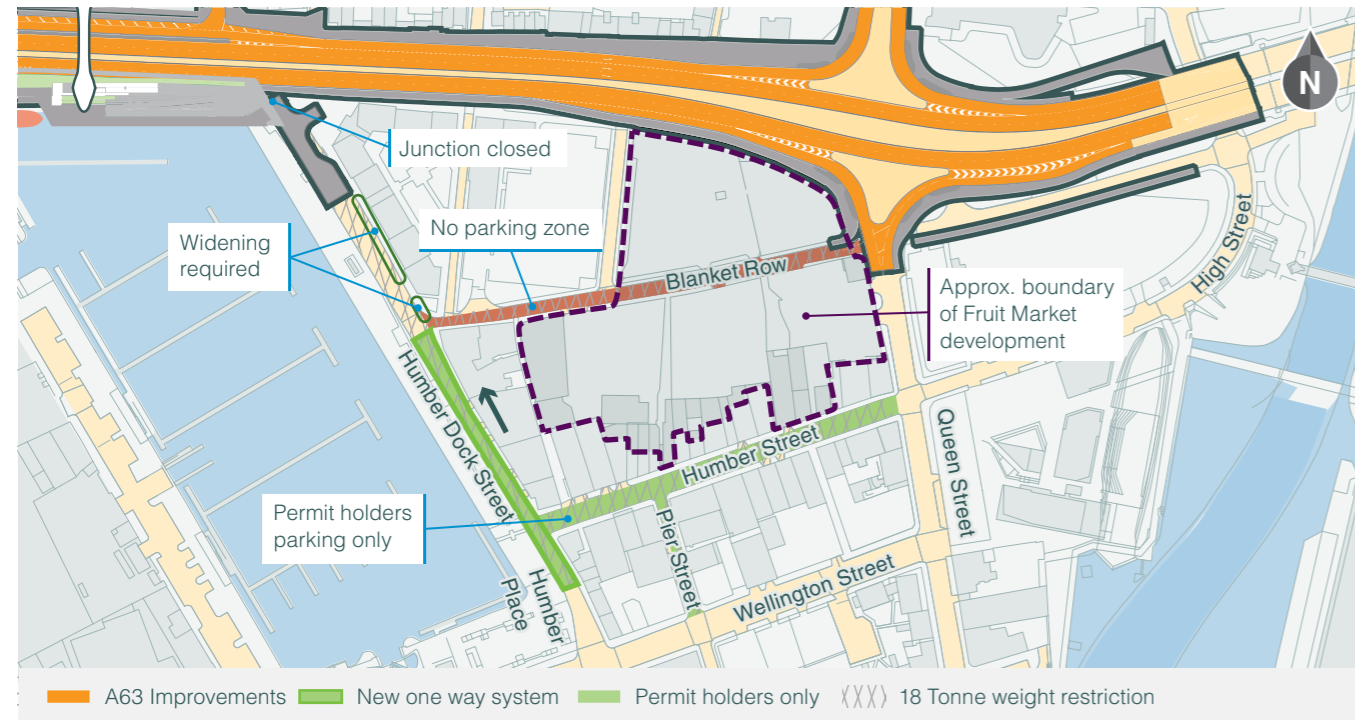 N
Junction closed
No parking zone
Widening
required
Blanket Row
High Street
Approx. boundary
of Fruit Market
development
Humber Dock Street
Humber Street
Queen Street
Permit holders
parking only
Pier Street
Humber
Place
Wellington Street
A63 Improvements
New one way system
Permit holders only
18 Tonne weight restriction